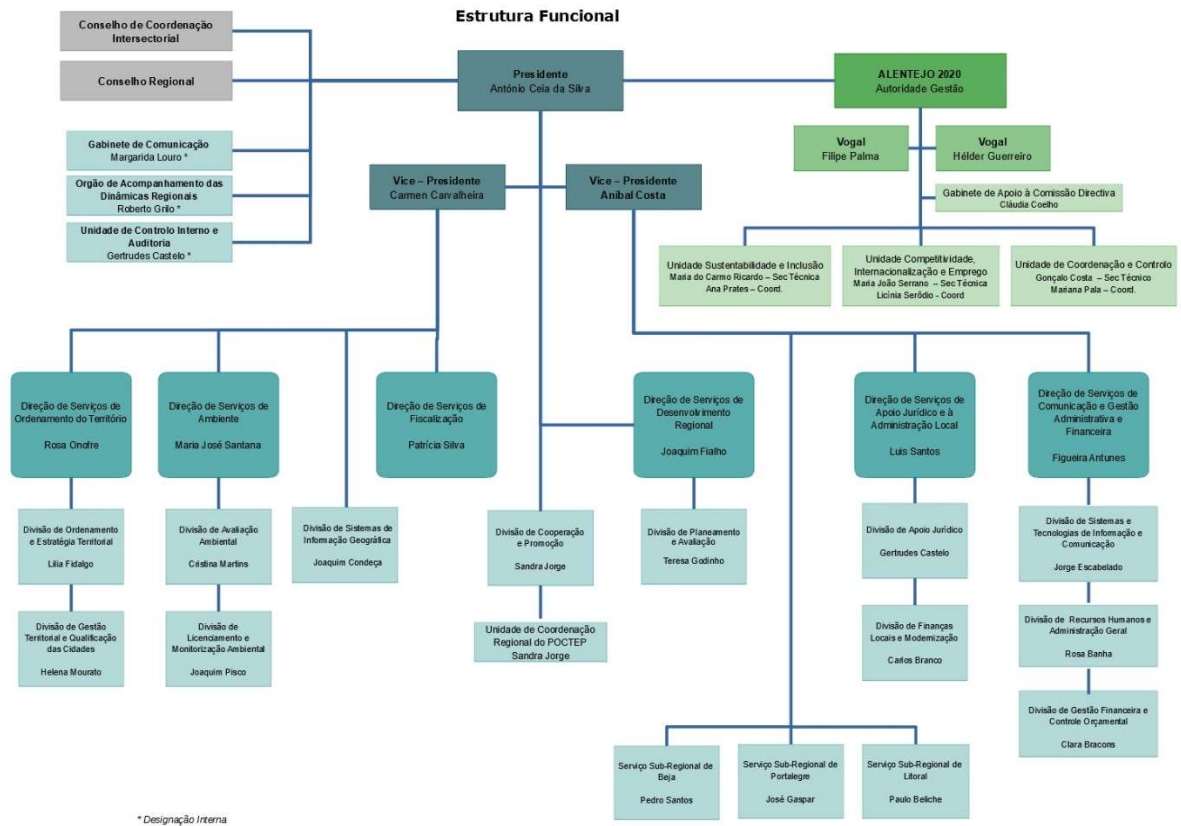 Estrutura Funcional
Conselho de Coordenação
Intersectorial
Conselho Regional
Presidente
António Ceia da Silva
ALENTEJO 2020
Autoridade Gestão
Gabinete de Comunicação
Margarida Louro *
Orgão de Acompanhamento das
Dinâmicas Regionais
Roberto Grilo *
Unidade de Controlo Interno e
Auditoria
Gertrudes Castelo *
Vice – Presidente
Carmen Carvalheira
Vice – Presidente
Aníbal Costa
Vogal
Filipe Palma
Vogal
Hélder Guerreiro
Gabinete de Apoio à Comissão Directiva
Cláudia Coelho
Unidade Sustentabilidade e Inclusão
Maria do Carmo Ricardo – Sec Técnica
Ana Prates – Coord.
Unidade Competitividade,
Internacionalização e Emprego
Maria João Serrano – Sec Técnica
Licínia Serôdio - Coord
Unidade de Coordenação e Controlo
Gonçalo Costa – Sec Técnico
Mariana Pala – Coord.
Direção de Serviços de
Ordenamento do Território
Rosa Onofre
Direção de Serviços de
Ambiente
Maria José Santana
Direção de Serviços de
Fiscalização
Patrícia Silva
Direção de Serviços de
Desenvolvimento
Regional
Joaquim Fialho
Direção de Serviços de
Apoio Jurídico e à
Administração Local
Luis Santos
Direção de Serviços de
Comunicação e Gestão
Administrativa e
Financeira
Figueira Antunes
Divisão de Ordenamento
e Estratégia Territorial
Lilia Fidalgo
Divisão de Avaliação
Ambiental
Cristina Martins
Divisão de Sistemas de
Informação Geográfica
Joaquim Condeça
Divisão de Cooperação
e Promoção
Sandra Jorge
Divisão de Planeamento
e Avaliação
Teresa Godinho
Divisão de Apoio Jurídico
Gertrudes Castelo
Divisão de Sistemas e
Tecnologias de Informação e
Comunicação
Jorge Escabelado
Divisão de Gestão
Territorial e Qualificação
das Cidades
Helena Mourato
Divisão de
Licenciamento e
Monitorização Ambiental
Joaquim Pisco
Unidade de Coordenação
Regional do POCTEP
Sandra Jorge
Divisão de Finanças
Locais e Modernização
Carlos Branco
Divisão de Recursos Humanos e
Administração Geral
Rosa Banha
Divisão de Gestão Financeira e
Controle Orçamental
Clara Bracons
Serviço Sub-Regional de
Beja
Pedro Santos
Serviço Sub-Regional de
Portalegre
José Gaspar
Serviço Sub-Regional de
Litoral
Paulo Beliche
* Designação Interna